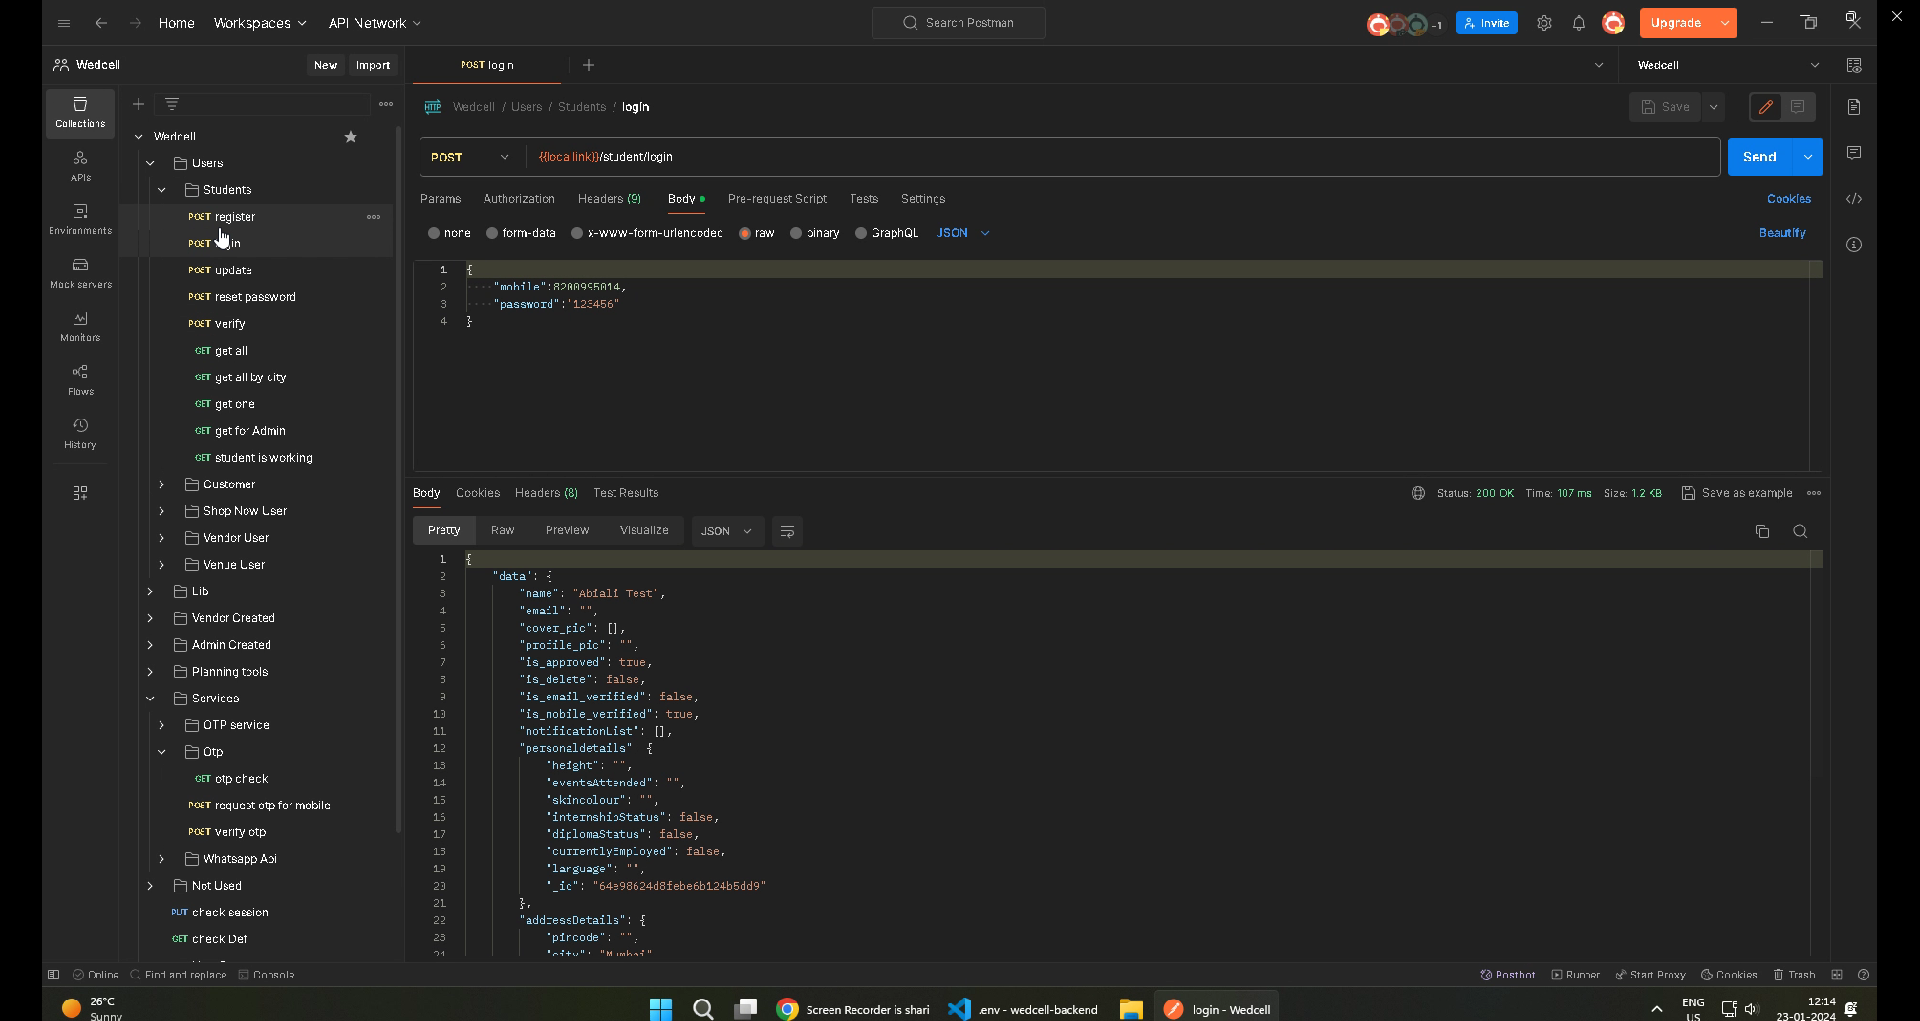 Home Workspaces API Network Search Postman -1 Invite Upgrade
Wedcell New Import POST login Wedcell
Collections
APIs
Environments
Mock servers
Monitors
Flows
History
Wedcell
Users
Students
POST register
POST
POST update
POST reset password
POST verify
GET get all
GET get all by city
GET get one
GET get for Admin
GET student is working
Customer
Shop Now User
Vendor User
Venue User
Lib
Vendor Created
Admin Created
Planning tools
Services
OTP service
Otp
GET otp check
POST request otp for mobile
POST verify otp
Whatsapp Api
Not Used
PUT check session
GET check Def
HTTP Wedcell / Users / Students / login Save
POST {{locallink}}/student/login Send
Params Authorization Headers (9) Body Pre-request Script Tests Settings Cookies
none form-data x-www-form-urlencoded raw binary GraphQL JSON Beautify
1 {
2 "mobile":8200995014,
3 "password":"123456"
4 }
Body Cookies Headers (8) Test Results Status: 200 OK Time: 107 ms Size: 1.2 KB Save as example
Pretty Raw Preview Visualize JSON
1 {
2 "data": {
3 "name": "Abfali Test",
4 "email": "",
5 "cover_pic": [],
6 "profile_pic": "",
7 "is_approved": true,
8 "is_delete": false,
9 "is_email_verified": false,
10 "is_mobile_verified": true,
11 "notificationList": [],
12 "personaldetails" {
13 "height": "",
14 "eventsAttended": "",
15 "skincolour": "",
16 "internshipStatus": false,
17 "diplomaStatus": false,
18 "currentlyEmployed": false,
19 "language": "",
20 "_id": "64e98624d8febe6b124b5dd9"
21 },
22 "addressDetails": {
23 "pincode": "",
24 "city": "Mumbai"
Online Find and replace Console Postbot Runner Start Proxy Cookies Trash
26°C
Sunny
Screen Recorder is shari .env - wedcell-backend login - Wedcell
ENG
US
12:14
23-01-2024